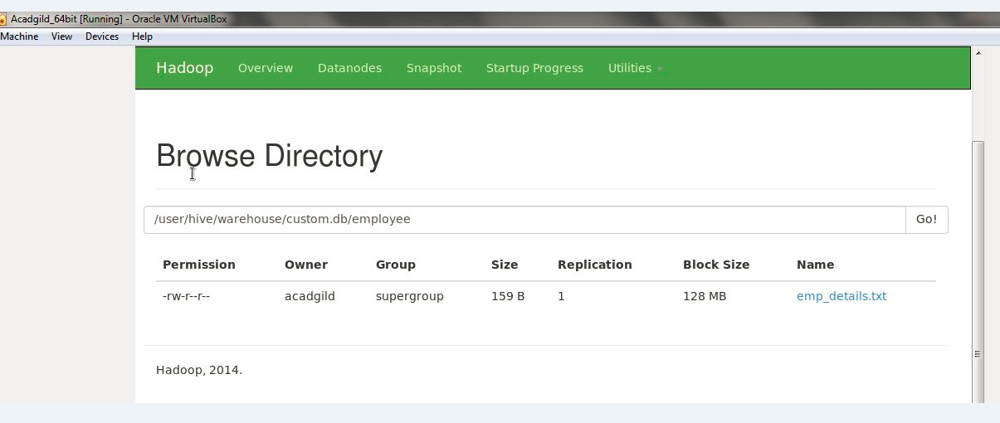 Acadgild_64bit [Running] - Oracle VM VirtualBox
Machine View Devices Help
Hadoop Overview Datanodes Snapshot Startup Progress Utilities
Browse Directory
/user/hive/warehouse/custom.db/employee Go!
Permission Owner Group Size Replication Block Size Name
-rw-r--r-- acadgild supergroup 159 B 1 128 MB emp_details.txt
Hadoop, 2014.